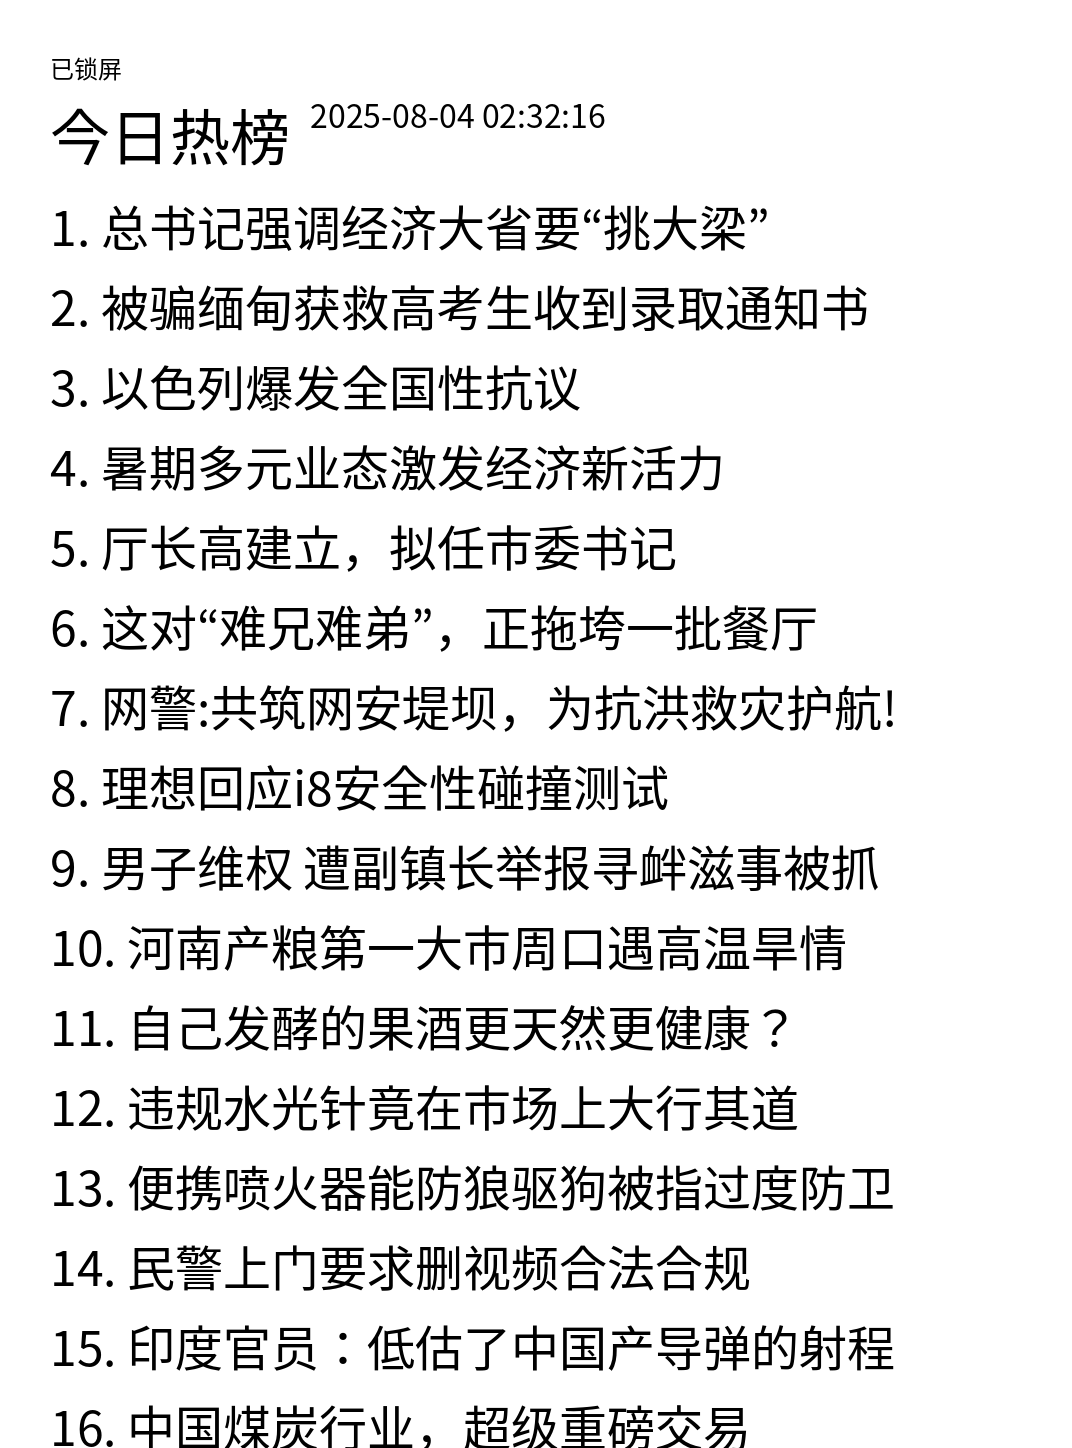 已锁屏
今日热榜 2025-08-04 02:32:16
1. 总书记强调经济大省要“挑大梁”
2. 被骗缅甸获救高考生收到录取通知书
3. 以色列爆发全国性抗议
4. 暑期多元业态激发经济新活力
5. 厅长高建立，拟任市委书记
6. 这对“难兄难弟”，正拖垮一批餐厅
7. 网警:共筑网安堤坝，为抗洪救灾护航!
8. 理想回应i8安全性碰撞测试
9. 男子维权 遭副镇长举报寻衅滋事被抓
10. 河南产粮第一大市周口遇高温旱情
11. 自己发酵的果酒更天然更健康？
12. 违规水光针竟在市场上大行其道
13. 便携喷火器能防狼驱狗被指过度防卫
14. 民警上门要求删视频合法合规
15. 印度官员：低估了中国产导弹的射程
16. 中国煤炭行业，超级重磅交易